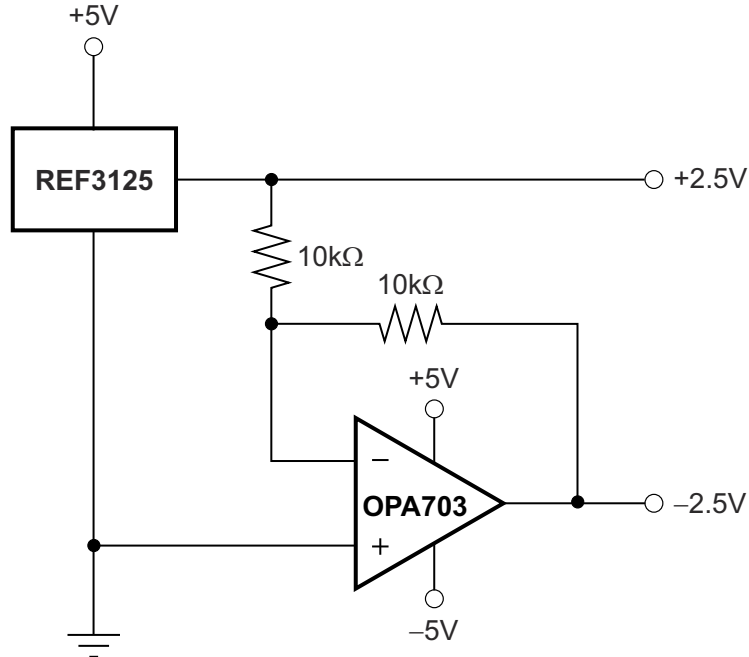 +5V
REF3125
+2.5V
10kΩ
10kΩ
+5V
−
OPA703
−2.5V
+
−5V